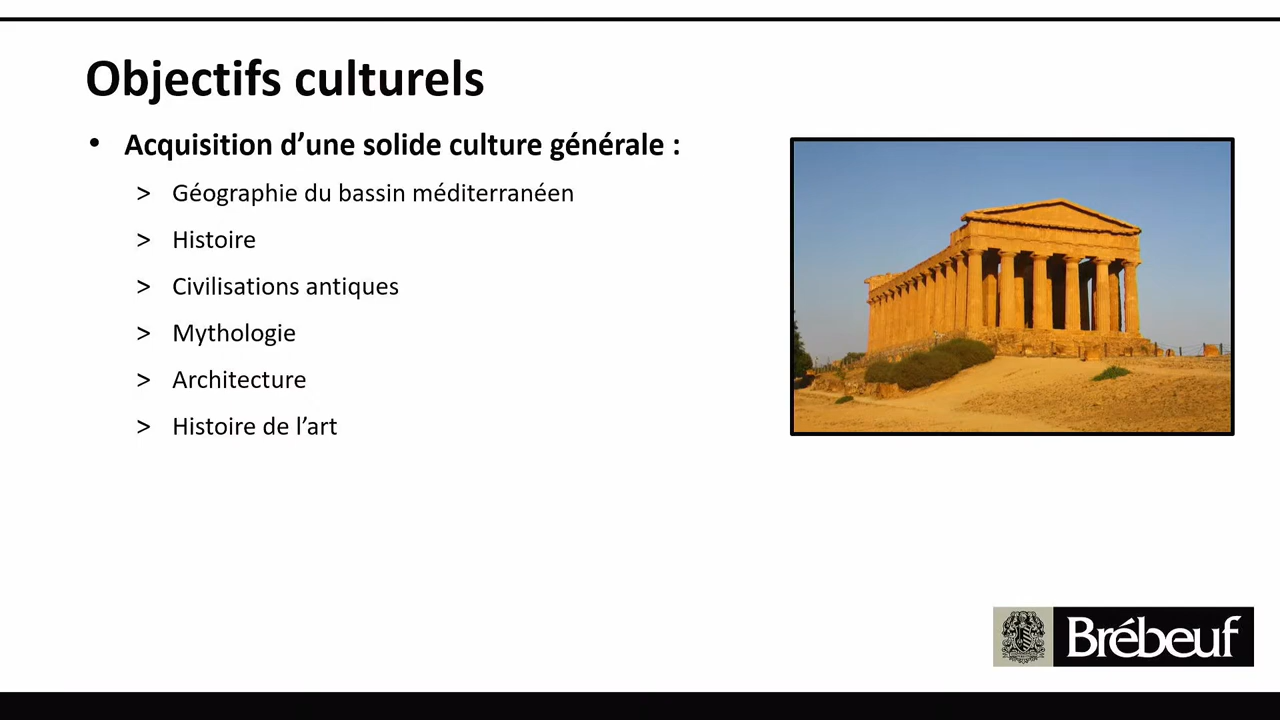 Objectifs culturels
• Acquisition d’une solide culture générale :
> Géographie du bassin méditerranéen
> Histoire
> Civilisations antiques
> Mythologie
> Architecture
> Histoire de l’art
Brébeuf